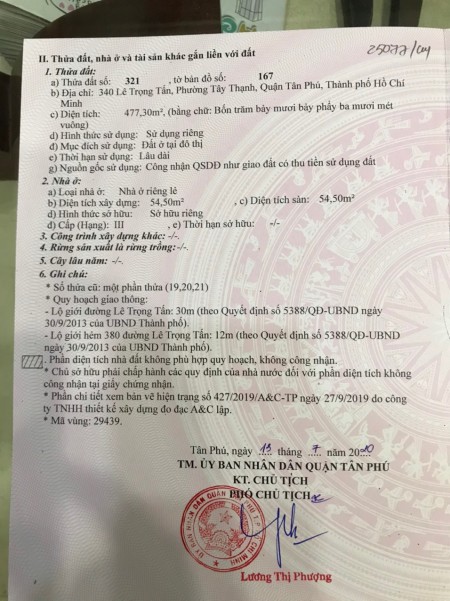 25077/Cuy
II. Thửa đất, nhà ở và tài sản khác gắn liền với đất
1. Thửa đất:
a) Thửa đất số: 321 , tờ bản đồ số: 167
b) Địa chỉ: 340 Lê Trọng Tấn, Phường Tây Thạnh, Quận Tân Phú, Thành phố Hồ Chí
Minh
c) Diện tích: 477,30m², (bằng chữ: Bốn trăm bảy mươi bảy phẩy ba mươi mét
vuông)
d) Hình thức sử dụng: Sử dụng riêng
đ) Mục đích sử dụng: Đất ở tại đô thị
e) Thời hạn sử dụng: Lâu dài
g) Nguồn gốc sử dụng: Công nhận QSDĐ như giao đất có thu tiền sử dụng đất
2. Nhà ở:
a) Loại nhà ở: Nhà ở riêng lẻ
b) Diện tích xây dựng: 54,50m² , c) Diện tích sàn: 54,50m²
d) Hình thức sở hữu: Sở hữu riêng
đ) Cấp (Hạng): III , e) Thời hạn sở hữu: -/-
3. Công trình xây dựng khác: -/-.
4. Rừng sản xuất là rừng trồng:-/-.
5. Cây lâu năm: -/-.
6. Ghi chú:
* Số thửa cũ: một phần thửa (19,20,21)
* Quy hoạch giao thông:
- Lộ giới đường Lê Trọng Tấn: 30m (theo Quyết định số 5388/QĐ-UBND ngày
30/9/2013 của UBND Thành phố).
- Lộ giới hẻm 380 đường Lê Trọng Tấn: 12m (theo Quyết định số 5388/QĐ-UBND
ngày 30/9/2013 của UBND Thành phố).
. Phần diện tích nhà đất không phù hợp quy hoạch, không công nhận.
* Chủ sở hữu phải chấp hành các quy định của nhà nước đối với phần diện tích không
công nhận tại giấy chứng nhận.
* Phần chi tiết xem bản vẽ hiện trạng số 427/2019/A&C-TP ngày 27/9/2019 do công
ty TNHH thiết kế xây dựng đo đạc A&C lập.
* Mã vùng: 29439.
Tân Phú, ngày 13 tháng 7 năm 2020
TM. ỦY BAN NHÂN DÂN QUẬN TÂN PHÚ
KT. CHỦ TỊCH
PHÓ CHỦ TỊCH
Lương Thị Phượng